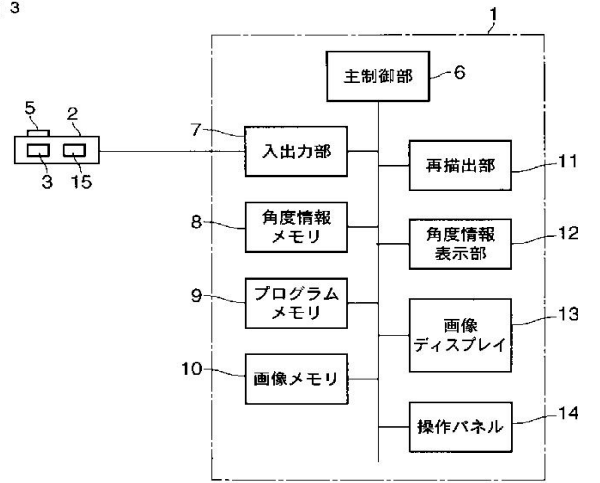 3
1
主制御部
6
5
2
3
15
7
入出力部
再描出部
11
8
角度情報
メモリ
角度情報
表示部
12
9
プログラム
メモリ
画像
ディスプレイ
13
10
画像メモリ
操作パネル
14